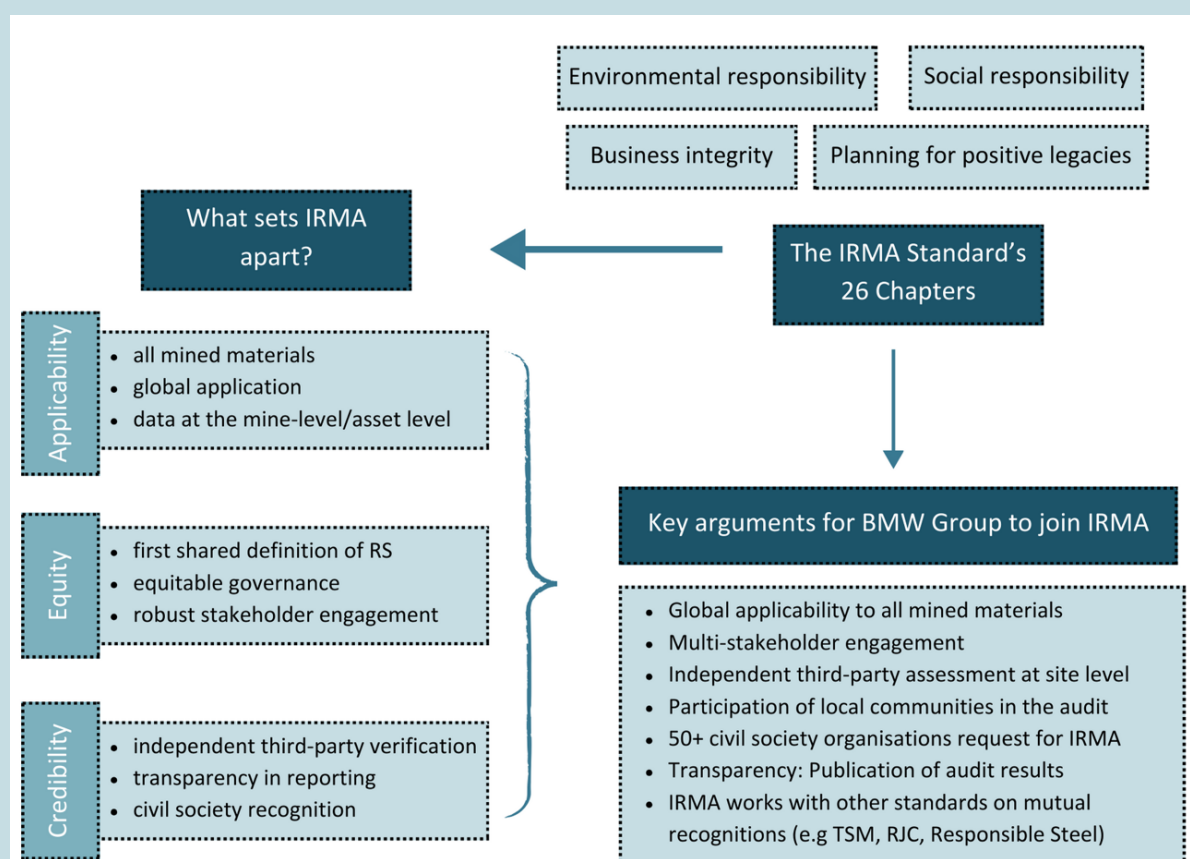 Environmental responsibility
Social responsibility
Business integrity
Planning for positive legacies
What sets IRMA
apart?
The IRMA Standard's
26 Chapters
Applicability
• all mined materials
• global application
• data at the mine-level/asset level
Equity
• first shared definition of RS
• equitable governance
• robust stakeholder engagement
Credibility
• independent third-party verification
• transparency in reporting
• civil society recognition
Key arguments for BMW Group to join IRMA
• Global applicability to all mined materials
• Multi-stakeholder engagement
• Independent third-party assessment at site level
• Participation of local communities in the audit
• 50+ civil society organisations request for IRMA
• Transparency: Publication of audit results
• IRMA works with other standards on mutual
recognitions (e.g TSM, RJC, Responsible Steel)